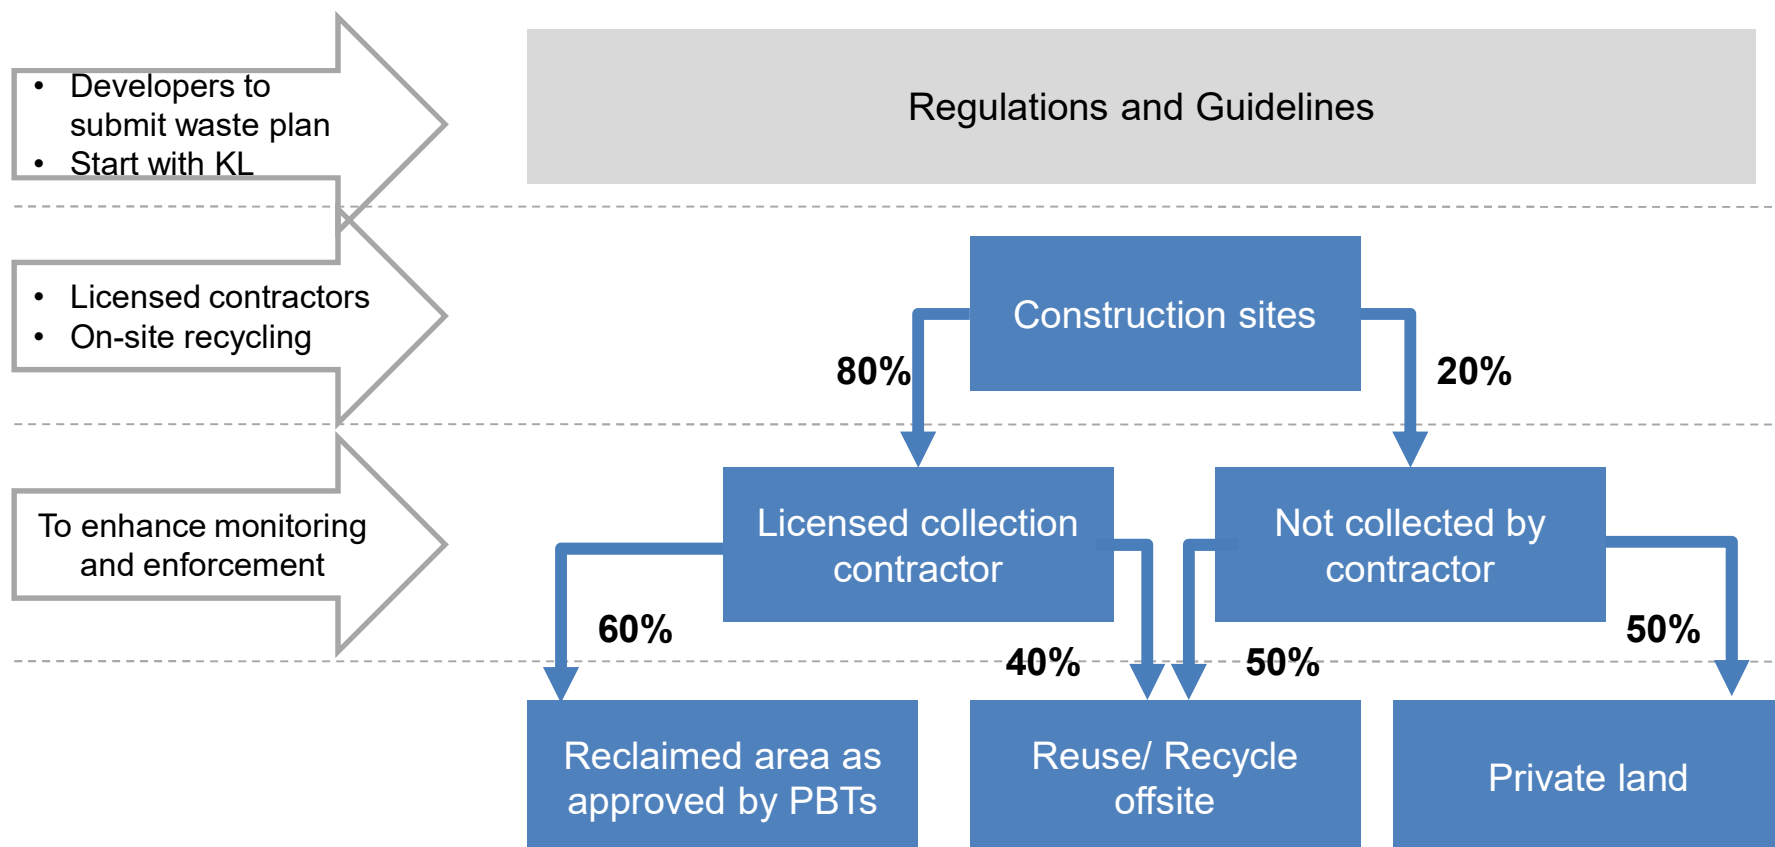 • Developers to
submit waste plan
• Start with KL
Regulations and Guidelines
• Licensed contractors
• On-site recycling
Construction sites
80%
20%
To enhance monitoring
and enforcement
Licensed collection
contractor
Not collected by
contractor
60%
40%
50%
50%
Reclaimed area as
approved by PBTs
Reuse/ Recycle
offsite
Private land